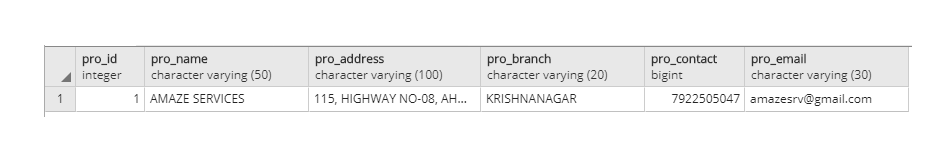 pro_id pro_name pro_address pro_branch pro_contact pro_email
integer character varying (50) character varying (100) character varying (20) bigint character varying (30)
1 1 AMAZE SERVICES 115, HIGHWAY NO-08, AH... KRISHNANAGAR 7922505047 amazesrv@gmail.com